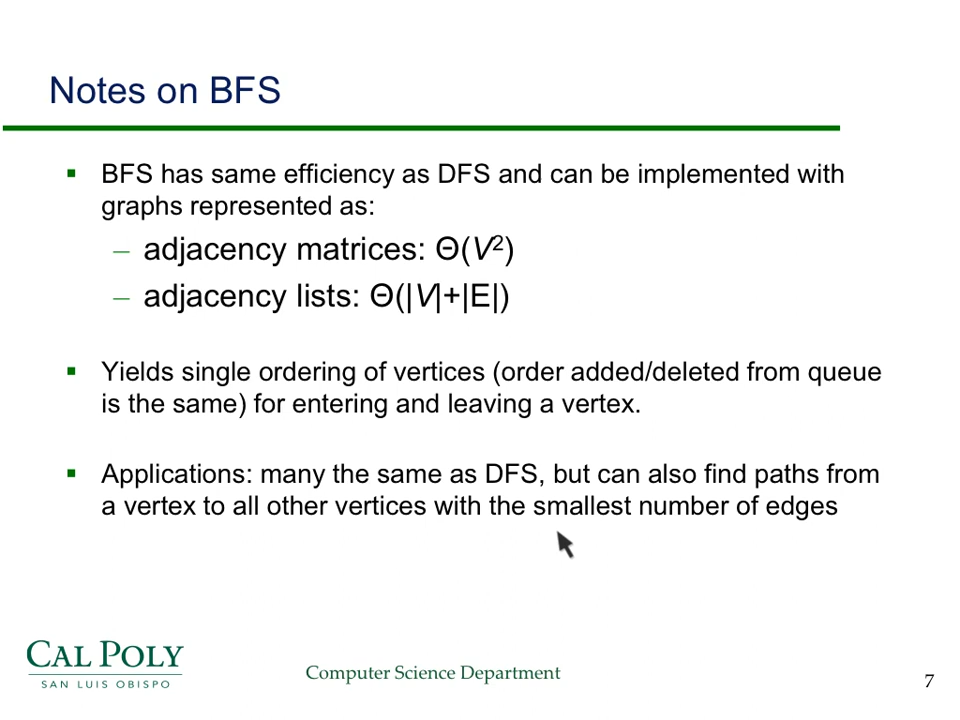 Notes on BFS
▪ BFS has same efficiency as DFS and can be implemented with
graphs represented as:
– adjacency matrices: Θ(V²)
– adjacency lists: Θ(|V|+|E|)
▪ Yields single ordering of vertices (order added/deleted from queue
is the same) for entering and leaving a vertex.
▪ Applications: many the same as DFS, but can also find paths from
a vertex to all other vertices with the smallest number of edges
CAL POLY
SAN LUIS OBISPO
Computer Science Department
7